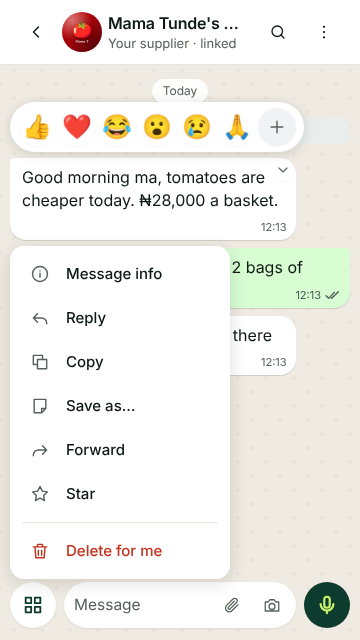 Mama Tunde's ...
Your supplier · linked
Today
Good morning ma, tomatoes are
cheaper today. ₦28,000 a basket.
12:13
2 bags of
12:13
there
12:13
Message info
Reply
Copy
Save as...
Forward
Star
Delete for me
Message